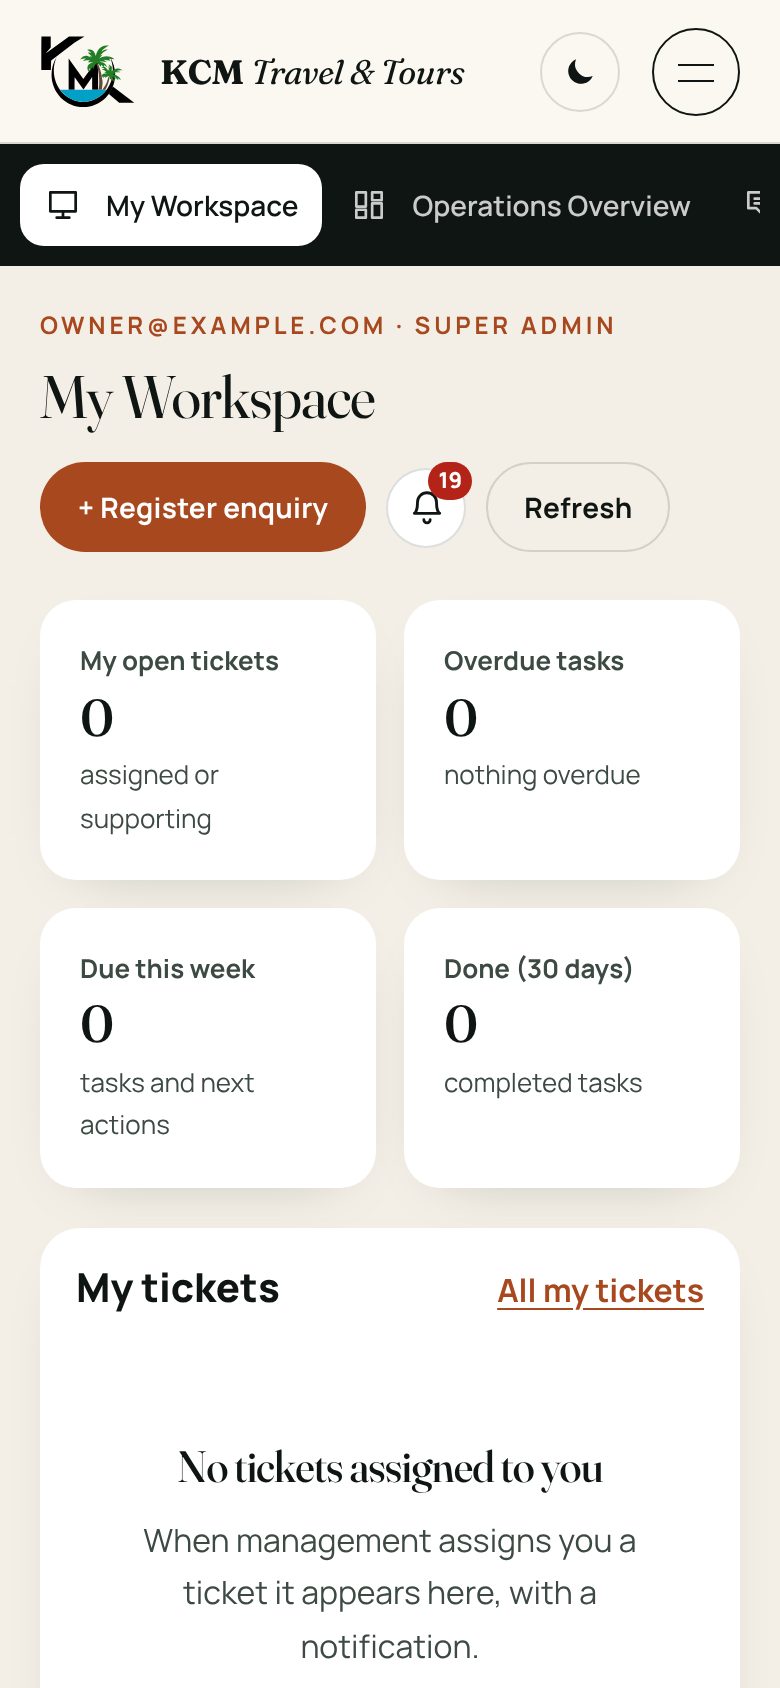 KCM Travel & Tours
My Workspace Operations Overview
OWNER@EXAMPLE.COM · SUPER ADMIN
My Workspace
+ Register enquiry 19 Refresh
My open tickets
0
assigned or
supporting
Overdue tasks
0
nothing overdue
Due this week
0
tasks and next
actions
Done (30 days)
0
completed tasks
My tickets All my tickets
No tickets assigned to you
When management assigns you a
ticket it appears here, with a
notification.